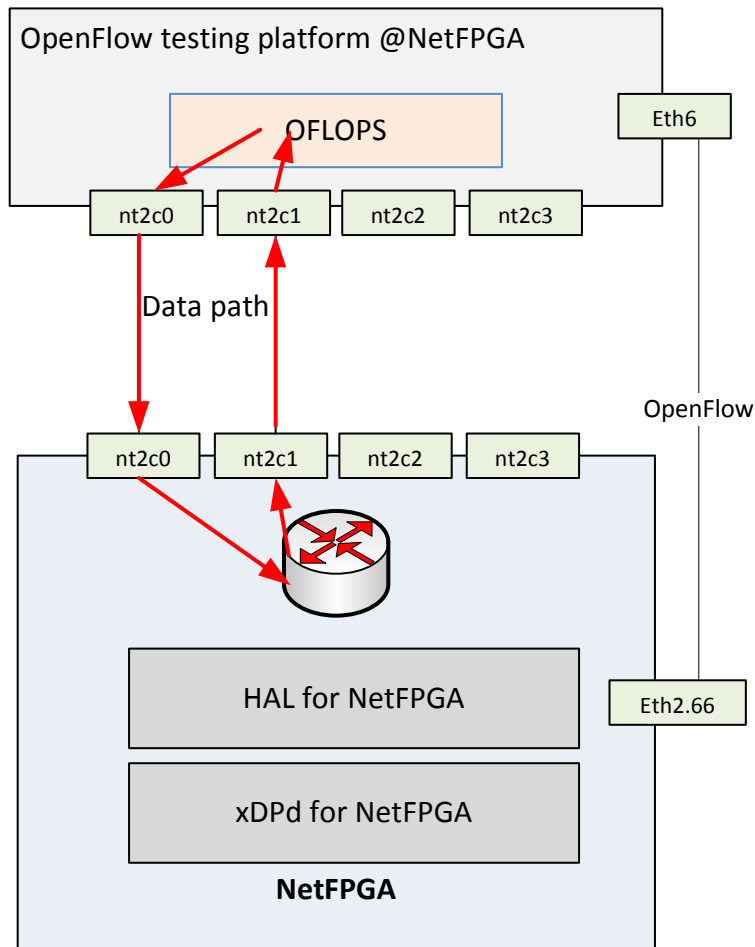 OpenFlow testing platform @NetFPGA
OFLOPS
Eth6
nt2c0
nt2c1
nt2c2
nt2c3
Data path
OpenFlow
nt2c0
nt2c1
nt2c2
nt2c3
HAL for NetFPGA
Eth2.66
xDPd for NetFPGA
NetFPGA